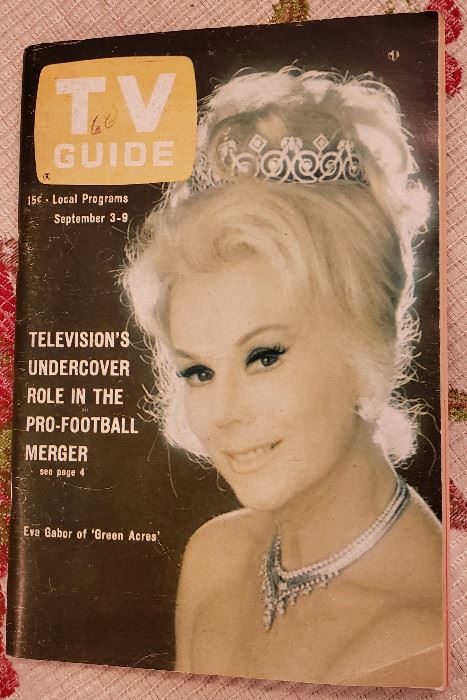 TV
GUIDE
66
15¢ · Local Programs
September 3-9
TELEVISION'S
UNDERCOVER
ROLE IN THE
PRO-FOOTBALL
MERGER
see page 4
Eva Gabor of 'Green Acres'